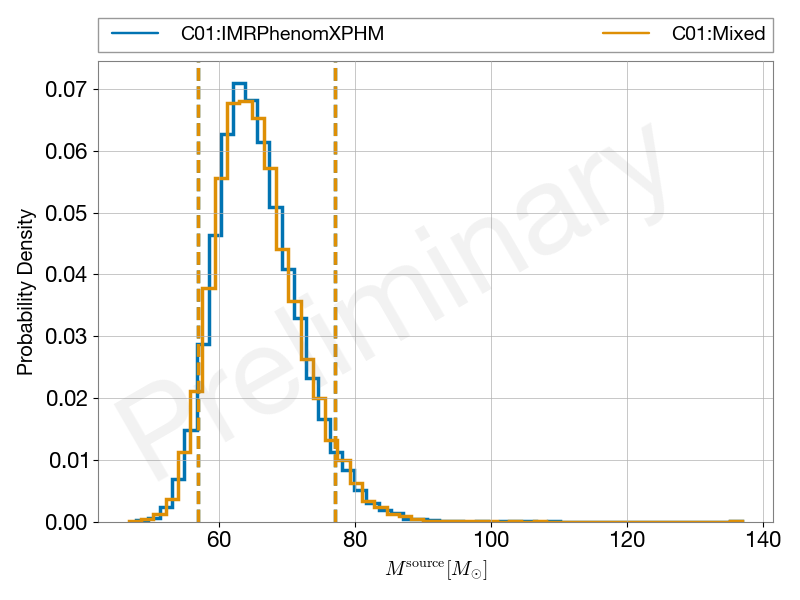 C01:IMRPhenomXPHM C01:Mixed
0.07
0.06
0.05
0.04
0.03
0.02
0.01
0.00
Probability Density
Preliminary
60 80 100 120 140
M^source [M_⊙]